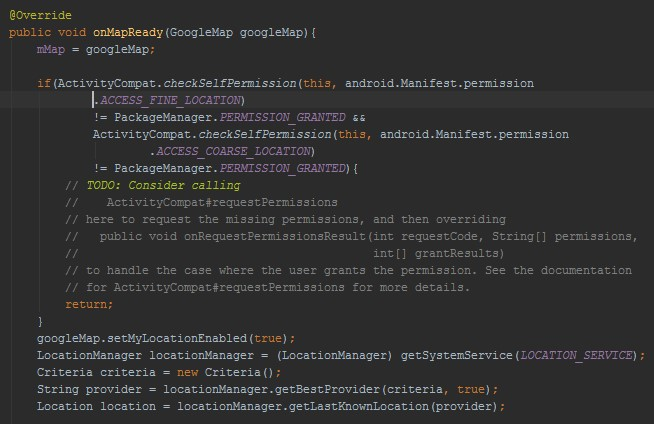 @Override
public void onMapReady(GoogleMap googleMap){
    mMap = googleMap;

    if(ActivityCompat.checkSelfPermission(this, android.Manifest.permission
            .ACCESS_FINE_LOCATION)
            != PackageManager.PERMISSION_GRANTED &&
            ActivityCompat.checkSelfPermission(this, android.Manifest.permission
                    .ACCESS_COARSE_LOCATION)
            != PackageManager.PERMISSION_GRANTED){
        // TODO: Consider calling
        //    ActivityCompat#requestPermissions
        // here to request the missing permissions, and then overriding
        //   public void onRequestPermissionsResult(int requestCode, String[] permissions,
        //                                          int[] grantResults)
        // to handle the case where the user grants the permission. See the documentation
        // for ActivityCompat#requestPermissions for more details.
        return;
    }
    googleMap.setMyLocationEnabled(true);
    LocationManager locationManager = (LocationManager) getSystemService(LOCATION_SERVICE);
    Criteria criteria = new Criteria();
    String provider = locationManager.getBestProvider(criteria, true);
    Location location = locationManager.getLastKnownLocation(provider);